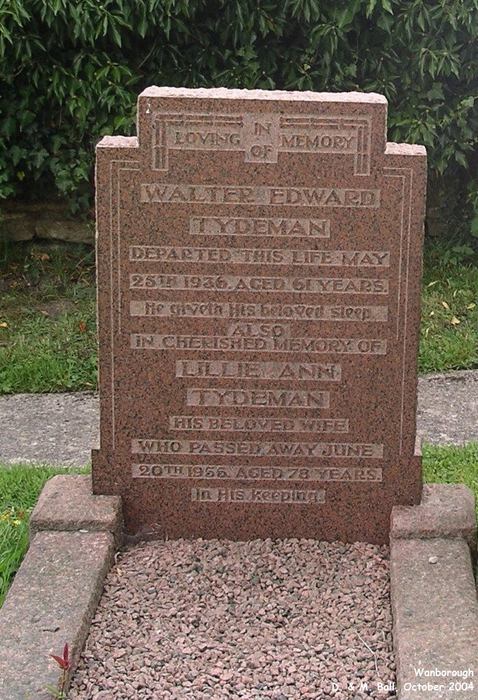 IN
LOVING MEMORY
OF
WALTER EDWARD
TYDEMAN
DEPARTED THIS LIFE MAY
25TH 1936. AGED 61 YEARS.
He giveth His beloved sleep.
ALSO
IN CHERISHED MEMORY OF
LILLIE ANN
TYDEMAN
HIS BELOVED WIFE
WHO PASSED AWAY JUNE
20TH 1956. AGED 78 YEARS.
In His keeping.
Wanborough
D. & M. Ball, October 2004